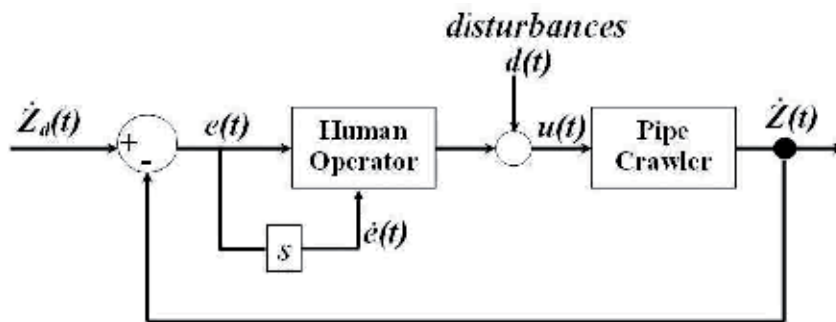 disturbances
d(t)
Ż_d(t)
+
-
e(t)
Human
Operator
u(t)
Pipe
Crawler
Ż(t)
s
ė(t)